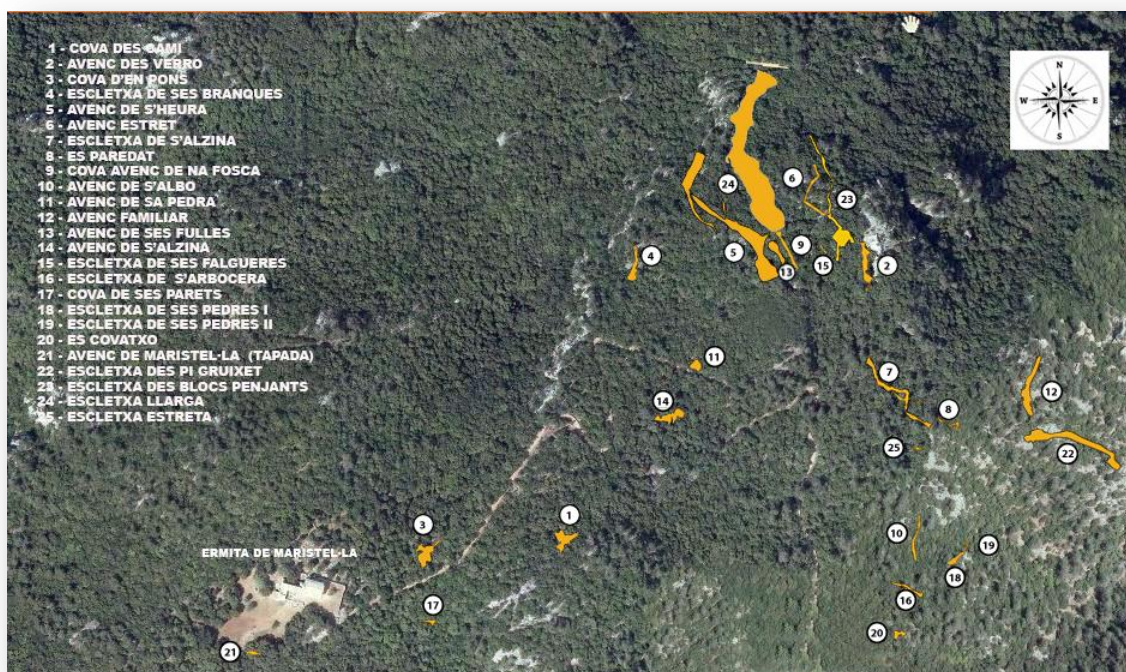 1 - COVA DES CAMI
2 - AVENC DES VERRO
3 - COVA D'EN PONS
4 - ESCLETXA DE SES BRANQUES
5 - AVENC DE S'HEURA
6 - AVENC ESTRET
7 - ESCLETXA DE S'ALZINA
8 - ES PAREDAT
9 - COVA AVENC DE NA FOSCA
10 - AVENC DE S'ALBO
11 - AVENC DE SA PEDRA
12 - AVENC FAMILIAR
13 - AVENC DE SES FULLES
14 - AVENC DE S'ALZINA
15 - ESCLETXA DE SES FALGUERES
16 - ESCLETXA DE S'ARBOCERA
17 - COVA DE SES PARETS
18 - ESCLETXA DE SES PEDRES I
19 - ESCLETXA DE SES PEDRES II
20 - ES COVATXO
21 - AVENC DE MARISTEL·LA (TAPADA)
22 - ESCLETXA DES PI GRUIXET
23 - ESCLETXA DES BLOCS PENJANTS
24 - ESCLETXA LLARGA
25 - ESCLETXA ESTRETA
N
W E
S
6
24
23
4
5
9
13
15
2
11
7
12
14
8
25
22
3
1
10
19
ERMITA DE MARISTEL·LA
18
17
16
20
21